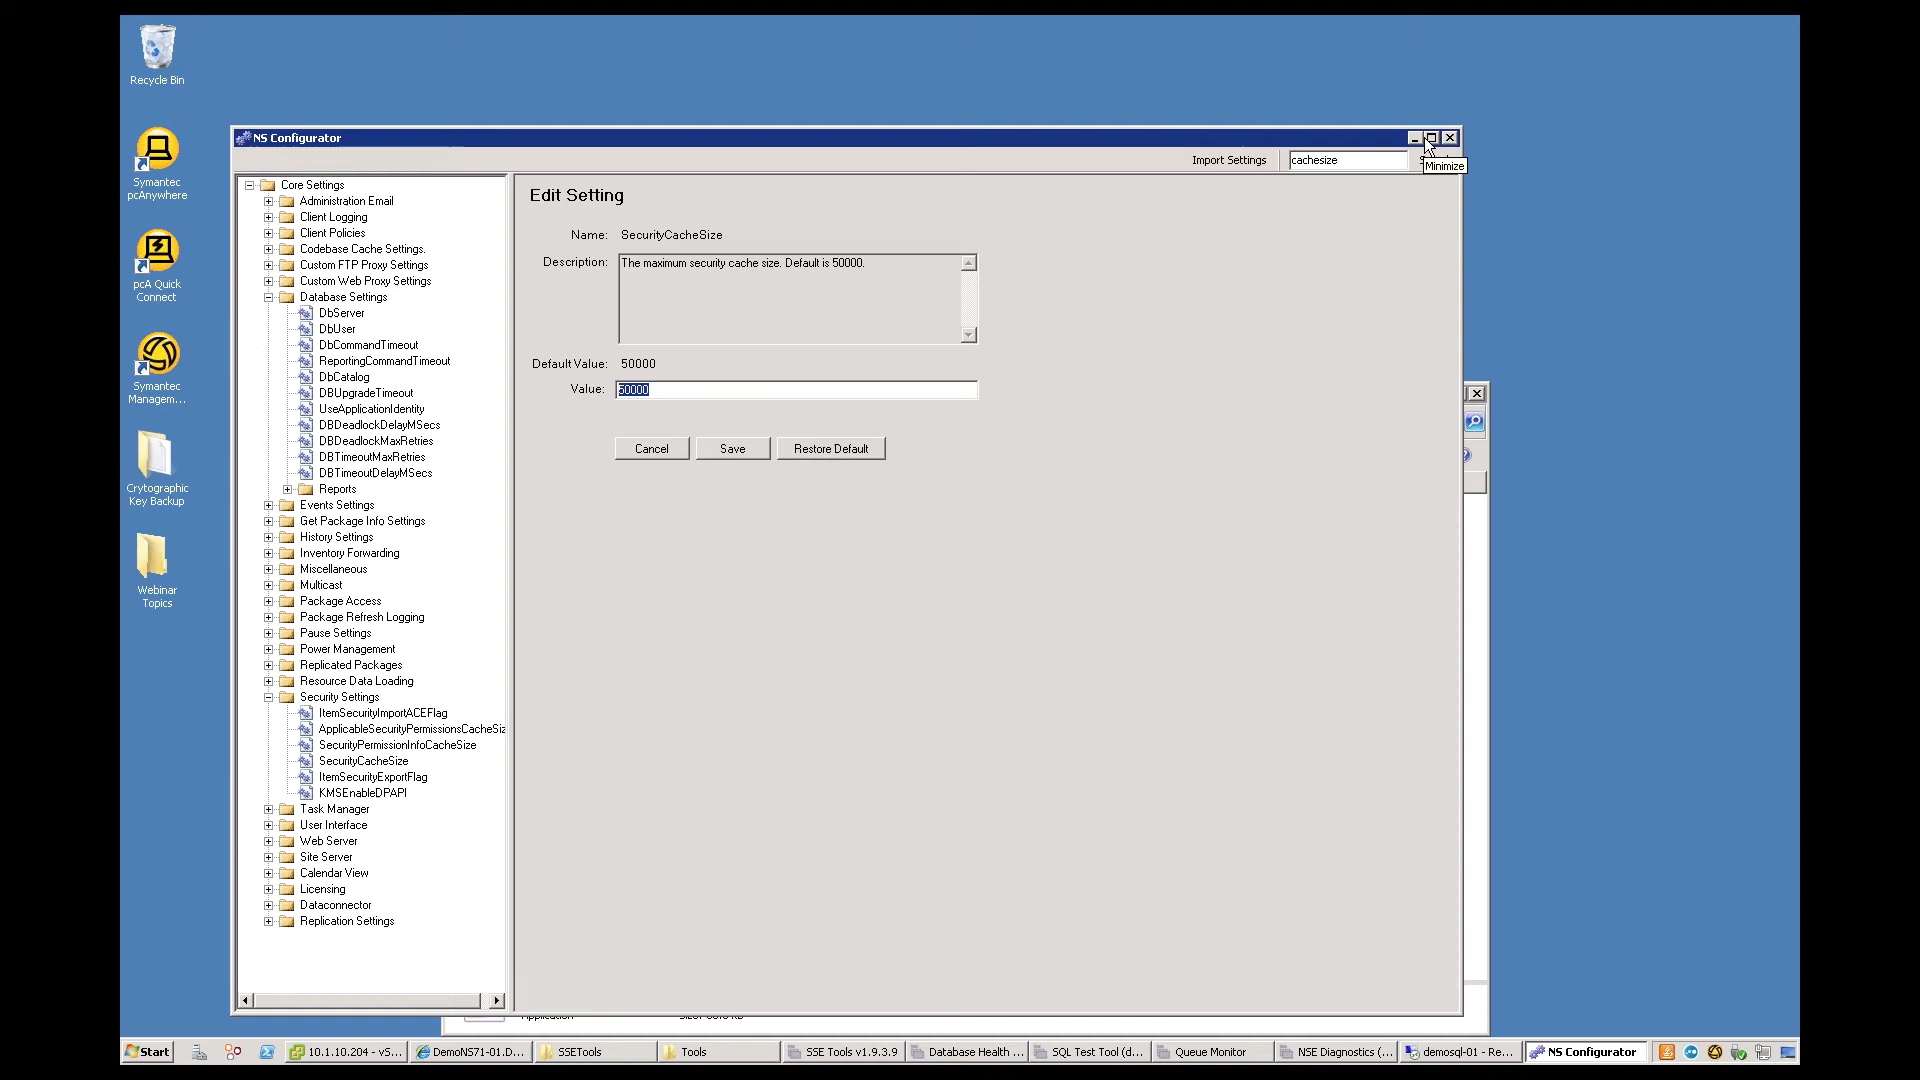 Recycle Bin
Symantec
pcAnywhere
pcA Quick
Connect
Symantec
Managem...
Crytographic
Key Backup
Webinar
Topics
NS Configurator
Import Settings
cachesize
Minimize
Core Settings
Administration Email
Client Logging
Client Policies
Codebase Cache Settings.
Custom FTP Proxy Settings
Custom Web Proxy Settings
Database Settings
DbServer
DbUser
DbCommandTimeout
ReportingCommandTimeout
DbCatalog
DBUpgradeTimeout
UseApplicationIdentity
DBDeadlockDelayMSecs
DBDeadlockMaxRetries
DBTimeoutMaxRetries
DBTimeoutDelayMSecs
Reports
Events Settings
Get Package Info Settings
History Settings
Inventory Forwarding
Miscellaneous
Multicast
Package Access
Package Refresh Logging
Pause Settings
Power Management
Replicated Packages
Resource Data Loading
Security Settings
ItemSecurityImportACEFlag
ApplicableSecurityPermissionsCacheSiz
SecurityPermissionInfoCacheSize
SecurityCacheSize
ItemSecurityExportFlag
KMSEnableDPAPI
Task Manager
User Interface
Web Server
Site Server
Calendar View
Licensing
Dataconnector
Replication Settings
Edit Setting
Name: SecurityCacheSize
Description: The maximum security cache size. Default is 50000.
Default Value: 50000
Value: 50000
Cancel Save Restore Default
Start 10.1.10.204 - vS... DemoNS71-01.D... SSETools Tools SSE Tools v1.9.3.9 Database Health ... SQL Test Tool (d... Queue Monitor NSE Diagnostics (... demosql-01 - Re... NS Configurator